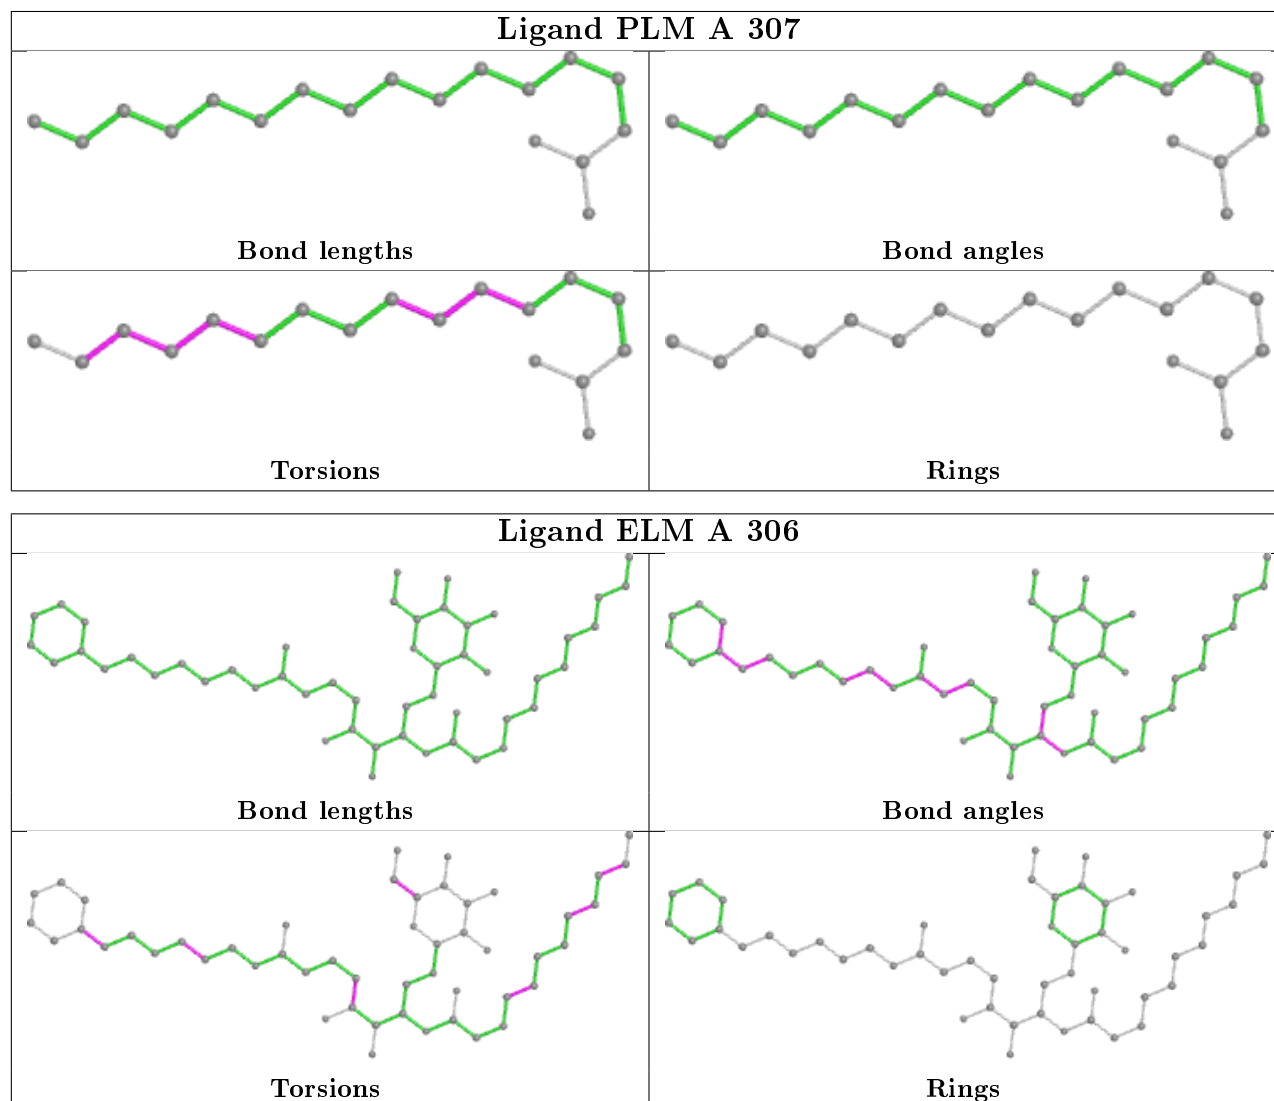 Ligand PLM A 307
Bond lengths
Bond angles
Torsions
Rings
Ligand ELM A 306
Bond lengths
Bond angles
Torsions
Rings